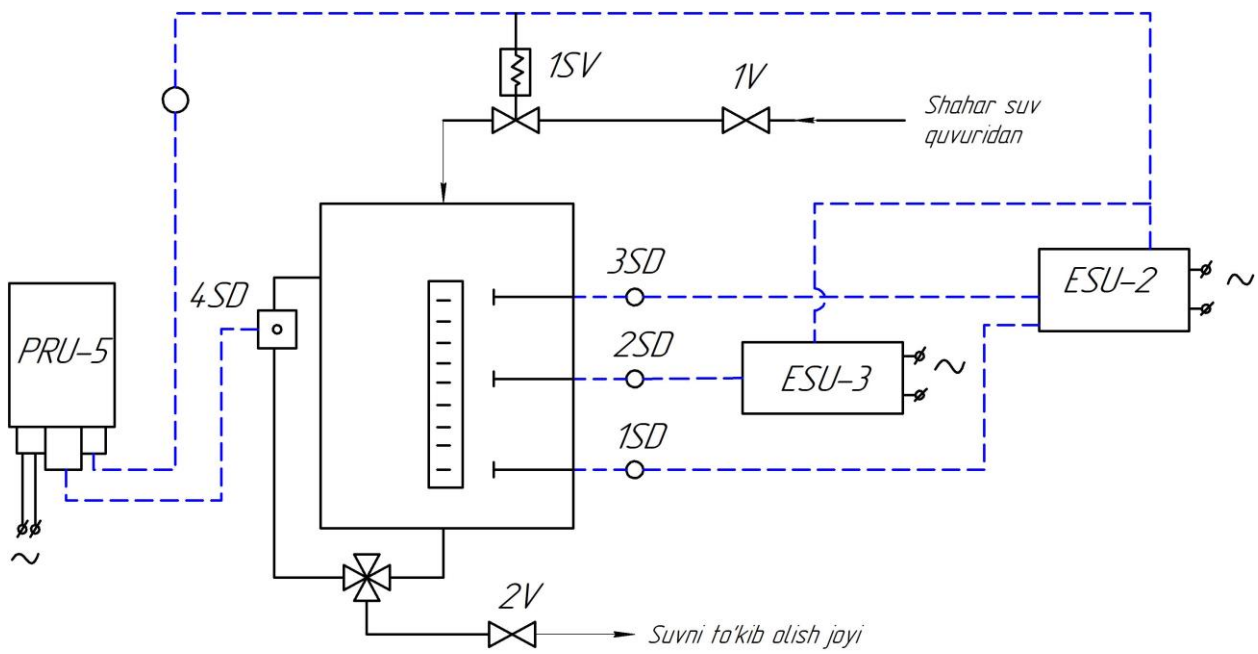 1SV
1V
Shahar suv
quvuridan
3SD
ESU-2
~
4SD
PRU-5
2SD
ESU-3
~
1SD
~
2V
Suvni to'kib olish joyi